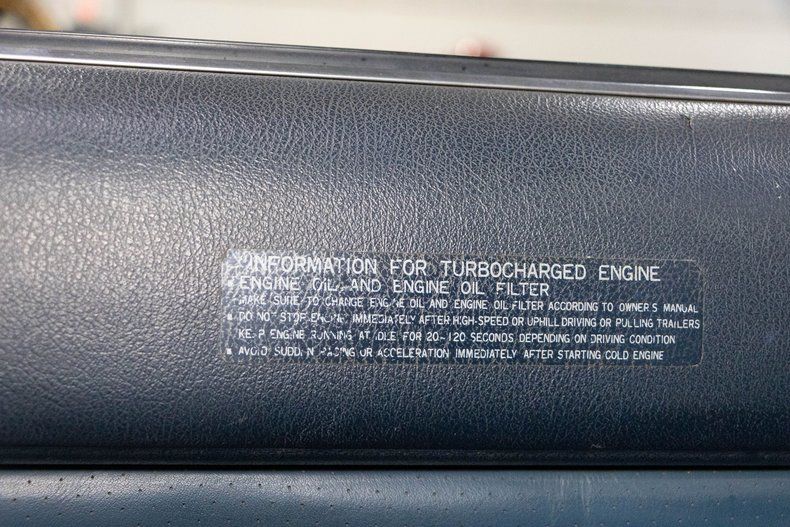 INFORMATION FOR TURBOCHARGED ENGINE
▪ ENGINE OIL AND ENGINE OIL FILTER
MAKE SURE TO CHANGE ENGINE OIL AND ENGINE OIL FILTER ACCORDING TO OWNER'S MANUAL
▪ DO NOT STOP ENGINE IMMEDIATELY AFTER HIGH-SPEED OR UPHILL DRIVING OR PULLING TRAILERS
KEEP ENGINE RUNNING AT IDLE FOR 20-120 SECONDS DEPENDING ON DRIVING CONDITION
▪ AVOID SUDDEN RACING OR ACCELERATION IMMEDIATELY AFTER STARTING COLD ENGINE